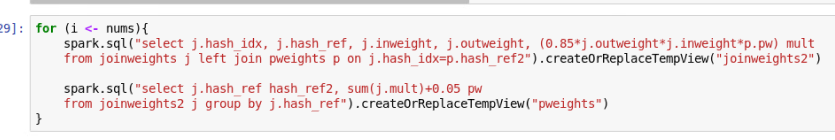 29]:
for (i <- nums){
spark.sql("select j.hash_idx, j.hash_ref, j.inweight, j.outweight, (0.85*j.outweight*j.inweight*p.pw) mult
from joinweights j left join pweights p on j.hash_idx=p.hash_ref2").createOrReplaceTempView("joinweights2")
spark.sql("select j.hash_ref hash_ref2, sum(j.mult)+0.05 pw
from joinweights2 j group by j.hash_ref").createOrReplaceTempView("pweights")
}